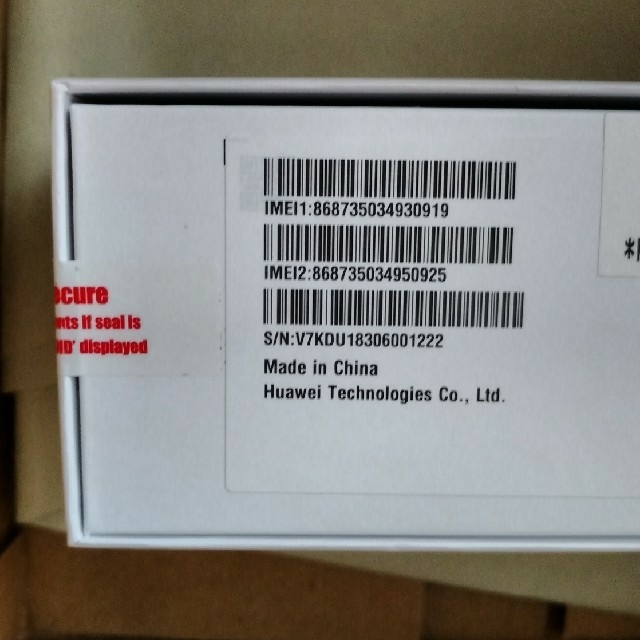 IMEI1:868735034930919
IMEI2:868735034950925
S/N:V7KDU18306001222
Made in China
Huawei Technologies Co., Ltd.
ecure
nts if seal is
displayed